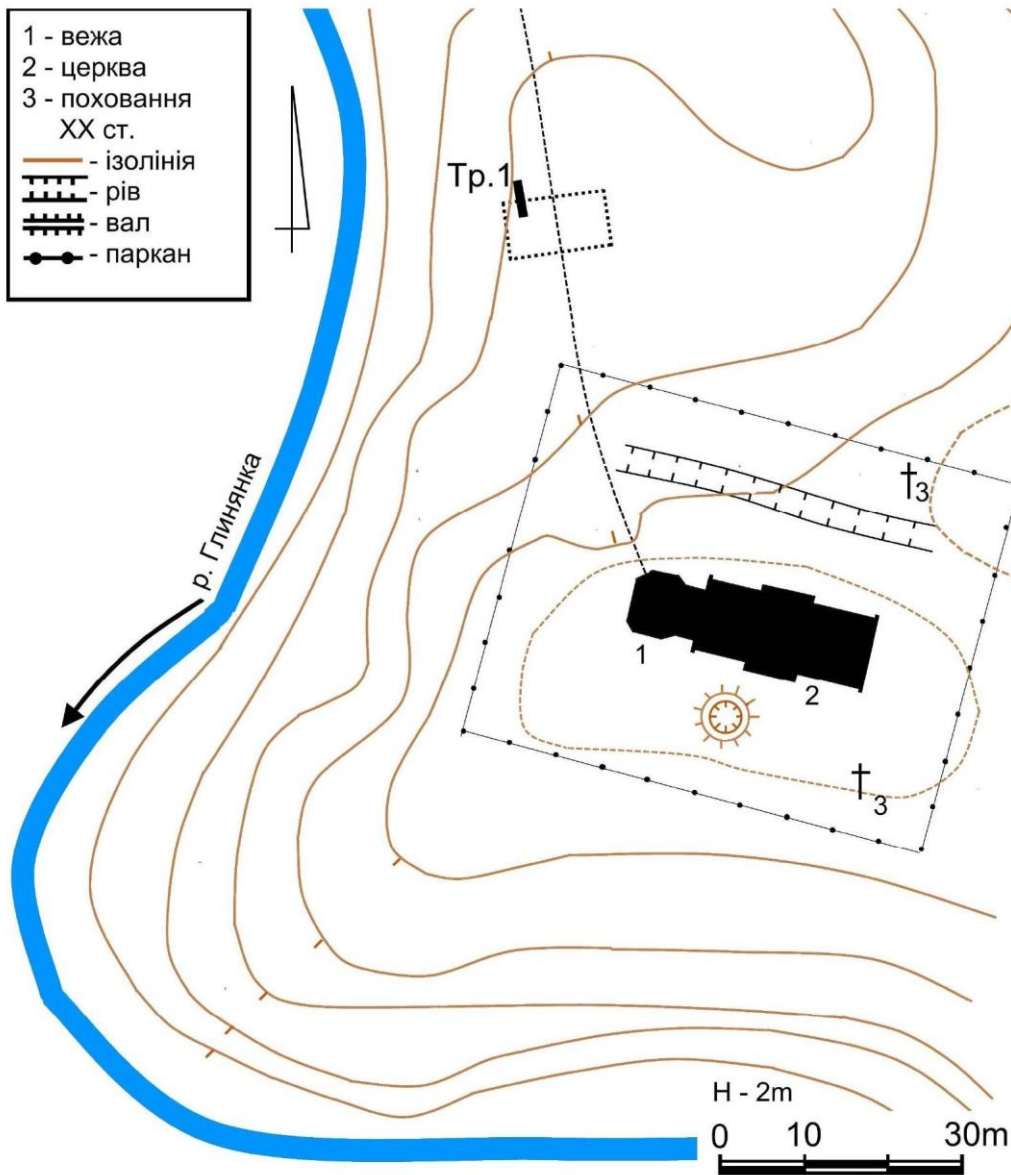 1 - вежа
2 - церква
3 - поховання
ХХ ст.
- ізолінія
- рів
- вал
- паркан
Тр.1
р. Глинянка
3
1
2
3
Н - 2m
0 10 30m